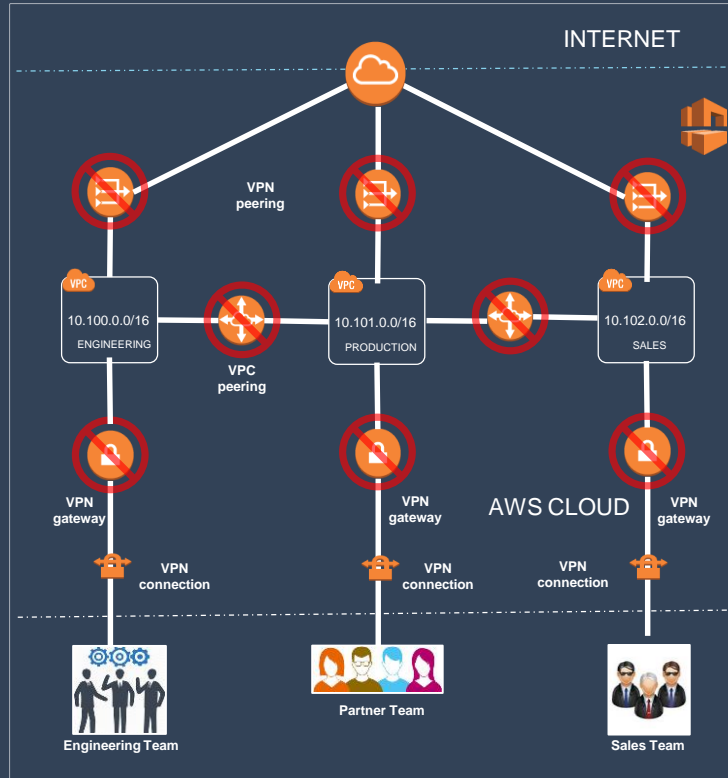 INTERNET
VPN
peering
VPC
VPC
VPC
10.100.0.0/16
ENGINEERING
10.101.0.0/16
PRODUCTION
10.102.0.0/16
SALES
VPC
peering
VPN
gateway
VPN
gateway
AWS CLOUD
VPN
gateway
VPN
connection
VPN
connection
VPN
connection
Engineering Team
Partner Team
Sales Team